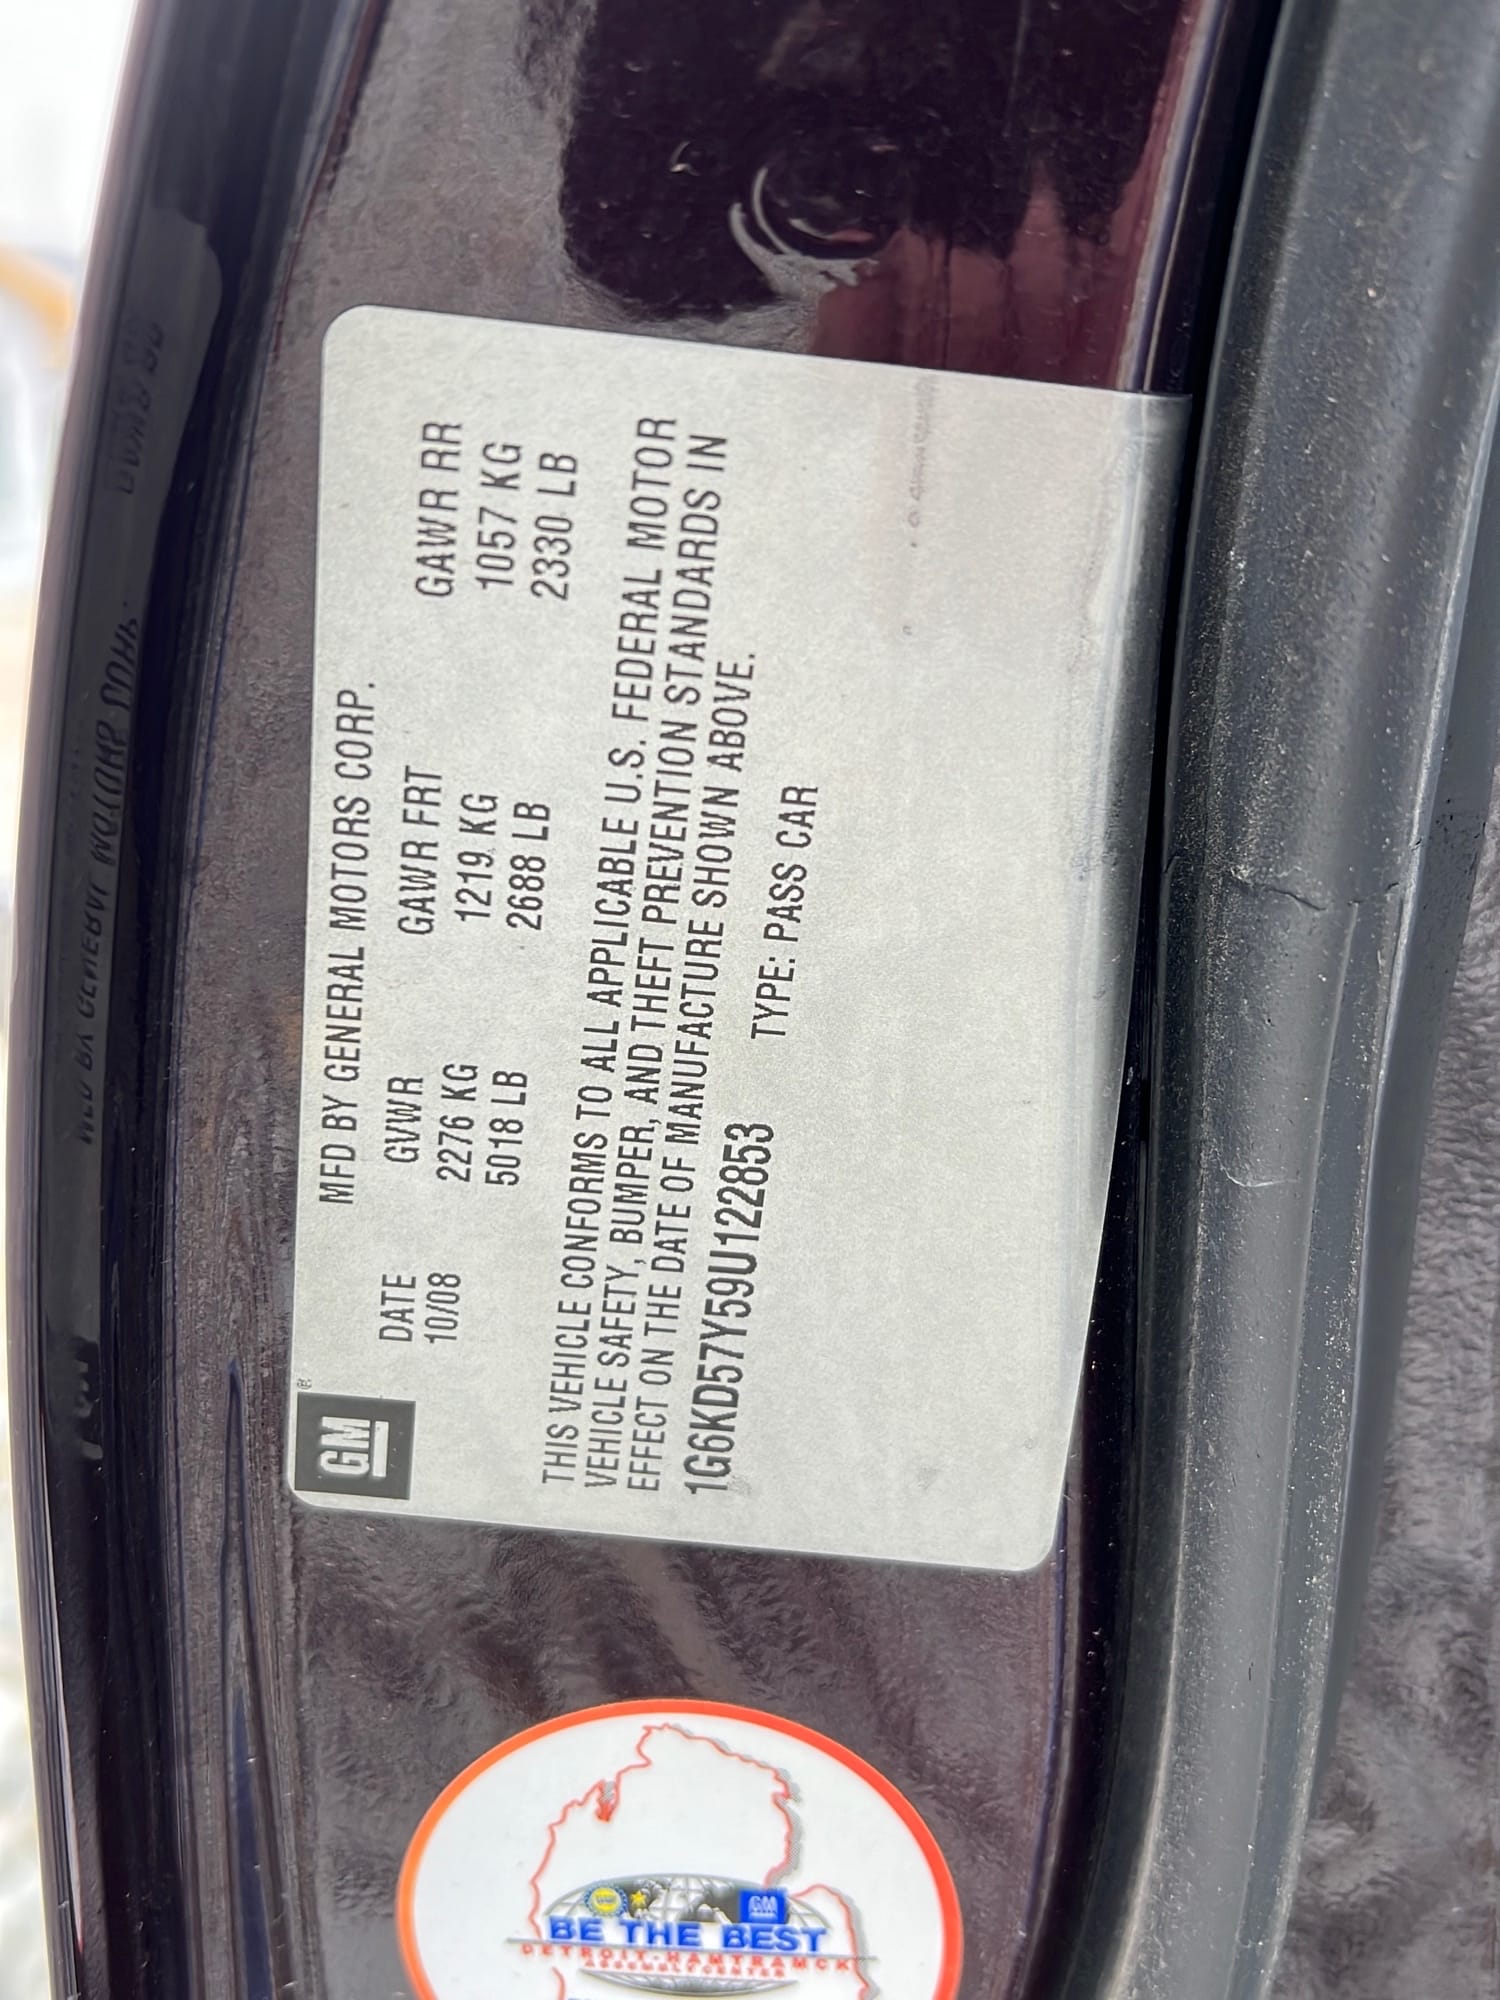 GM
®
MFD BY GENERAL MOTORS CORP.
DATE GVWR GAWR FRT GAWR RR
10/08 2276 KG 1219 KG 1057 KG
5018 LB 2688 LB 2330 LB
THIS VEHICLE CONFORMS TO ALL APPLICABLE U.S. FEDERAL MOTOR
VEHICLE SAFETY, BUMPER, AND THEFT PREVENTION STANDARDS IN
EFFECT ON THE DATE OF MANUFACTURE SHOWN ABOVE.
1G6KD57Y59U122853 TYPE: PASS CAR
GM
BE THE BEST
DETROIT-HAMTRAMCK
ASSEMBLY CENTER